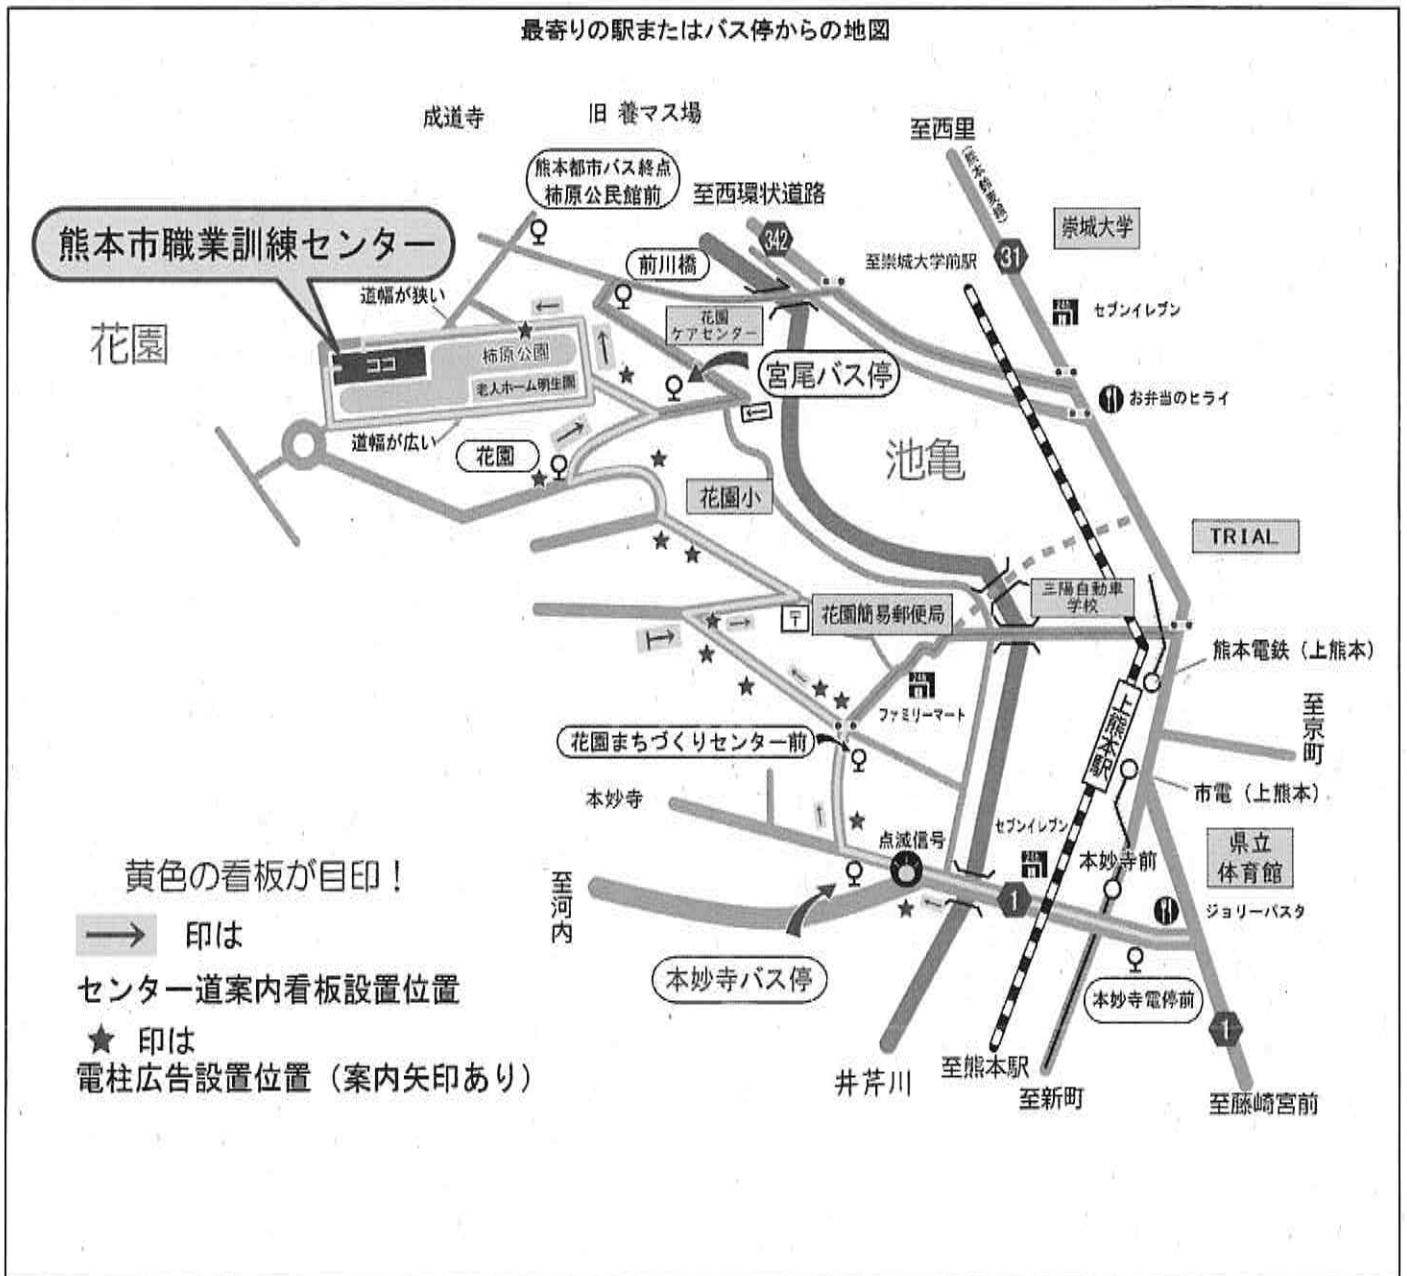 最寄りの駅またはバス停からの地図
成道寺
旧 養マス場
至西里
熊本都市バス終点
柿原公民館前
至西環状道路
342
崇城大学
熊本市職業訓練センター
前川橋
至崇城大学前駅
31
道幅が狭い
セブンイレブン
花園
花園
ケアセンター
柿原公園
ココ
宮尾バス停
老人ホーム明生園
お弁当のヒライ
道幅が広い
花園
池亀
花園小
TRIAL
三陽自動車
学校
〒
花園簡易郵便局
熊本電鉄（上熊本）
ファミリーマート
上熊本駅
至京町
花園まちづくりセンター前
本妙寺
市電（上熊本）
セブンイレブン
点滅信号
本妙寺前
県立
体育館
黄色の看板が目印！
至河内
1
ジョリーパスタ
→ 印は
センター道案内看板設置位置
本妙寺バス停
本妙寺電停前
★ 印は
電柱広告設置位置（案内矢印あり）
1
井芹川
至熊本駅
至新町
至藤崎宮前